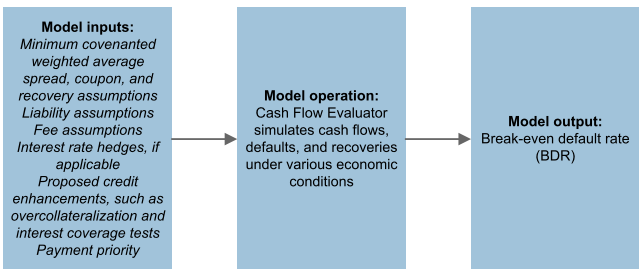 Model inputs:
Minimum covenanted
weighted average
spread, coupon, and
recovery assumptions
Liability assumptions
Fee assumptions
Interest rate hedges, if
applicable
Proposed credit
enhancements, such as
overcollateralization and
interest coverage tests
Payment priority
Model operation:
Cash Flow Evaluator
simulates cash flows,
defaults, and recoveries
under various economic
conditions
Model output:
Break-even default rate
(BDR)